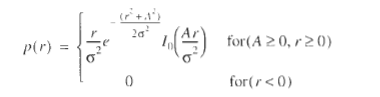 p(r) = { r/σ² e^(-(r² + A²)/2σ²) I₀(Ar/σ²) for(A ≥ 0, r ≥ 0)
0 for(r < 0)